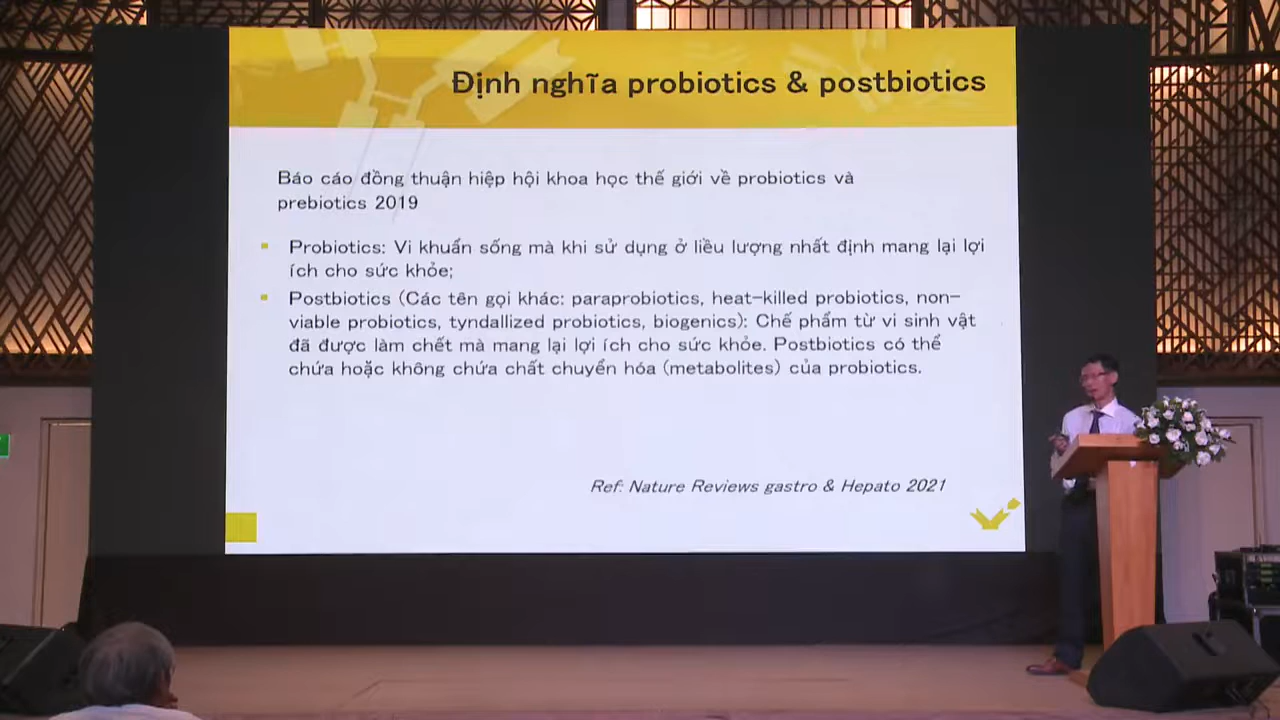 Định nghĩa probiotics & postbiotics
Báo cáo đồng thuận hiệp hội khoa học thế giới về probiotics và
prebiotics 2019
Probiotics: Vi khuẩn sống mà khi sử dụng ở liều lượng nhất định mang lại lợi
ích cho sức khỏe;
Postbiotics (Các tên gọi khác: paraprobiotics, heat-killed probiotics, non-
viable probiotics, tyndallized probiotics, biogenics): Chế phẩm từ vi sinh vật
đã được làm chết mà mang lại lợi ích cho sức khỏe. Postbiotics có thể
chứa hoặc không chứa chất chuyển hóa (metabolites) của probiotics.
Ref: Nature Reviews gastro & Hepato 2021